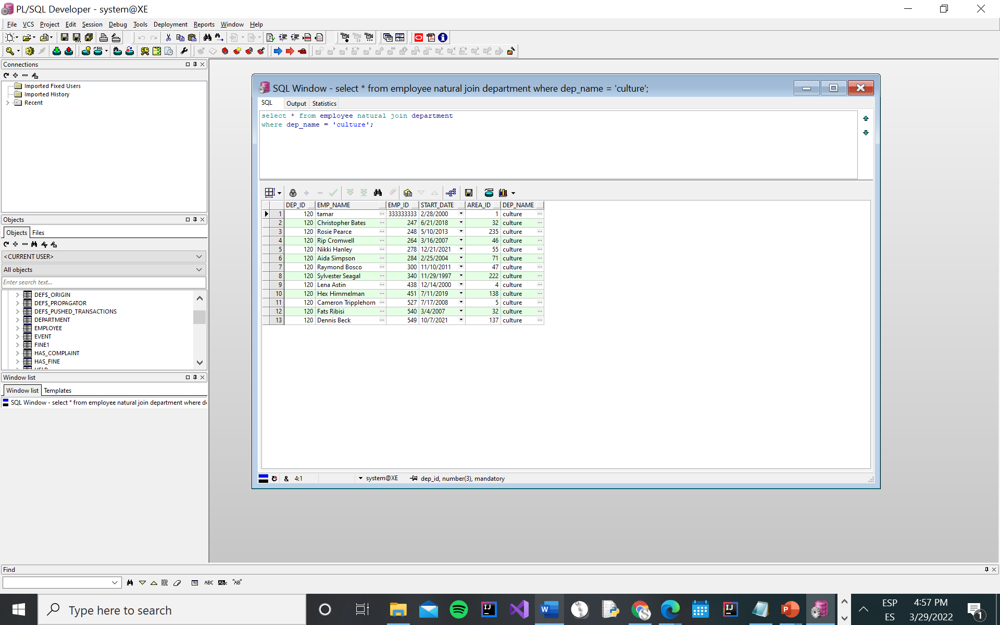 PL/SQL Developer - system@XE
File VCS Project Edit Session Debug Tools Deployment Reports Window Help
Connections
Imported Fixed Users
Imported History
Recent
Objects
Objects Files
<CURRENT USER>
All objects
Enter search text...
DEF$_ORIGIN
DEF$_PROPAGATOR
DEF$_PUSHED_TRANSACTIONS
DEPARTMENT
EMPLOYEE
EVENT
FINE1
HAS_COMPLAINT
HAS_FINE
HELP
Window list
Window list Templates
SQL Window - select * from employee natural join department where d
SQL Window - select * from employee natural join department where dep_name = 'culture';
SQL Output Statistics
select * from employee natural join department
where dep_name = 'culture';
DEP_ID EMP_NAME EMP_ID START_DATE AREA_ID DEP_NAME
1 120 tamar 333333333 2/28/2000 1 culture
2 120 Christopher Bates 247 6/21/2018 32 culture
3 120 Rosie Pearce 248 5/10/2013 235 culture
4 120 Rip Cromwell 264 3/16/2007 46 culture
5 120 Nikki Hanley 278 12/21/2021 55 culture
6 120 Aida Simpson 284 2/25/2004 71 culture
7 120 Raymond Bosco 300 11/10/2011 47 culture
8 120 Sylvester Seagal 340 11/29/1997 222 culture
9 120 Lena Astin 438 12/14/2000 4 culture
10 120 Hex Himmelman 451 7/11/2019 138 culture
11 120 Cameron Tripplehorn 527 7/17/2008 5 culture
12 120 Fats Ribisi 540 3/4/2007 32 culture
13 120 Dennis Beck 549 10/7/2021 137 culture
& 4:1 system@XE dep_id, number(3), mandatory
Find
ABC "AB"
Type here to search
ESP 4:57 PM
ES 3/29/2022 1